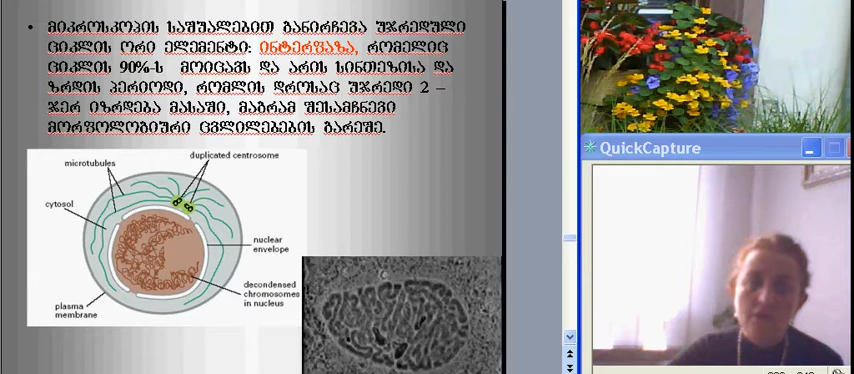 • მიკროსკოპის საშუალებით განირჩევა უჯრედული
ციკლის ორი ელემენტი: ინტერფაზა, რომელიც
ციკლის 90%-ს მოიცავს და არის სინთეზისა და
ზრდის პერიოდი, რომლის დროსაც უჯრედი 2 –
ჯერ იზრდება მასაში, მაგრამ შესამჩნევი
მორფოლოგიური ცვლილებების გარეშე.
duplicated centrosome
microtubules
cytosol
nuclear
envelope
decondensed
chromosomes
in nucleus
plasma
membrane
QuickCapture